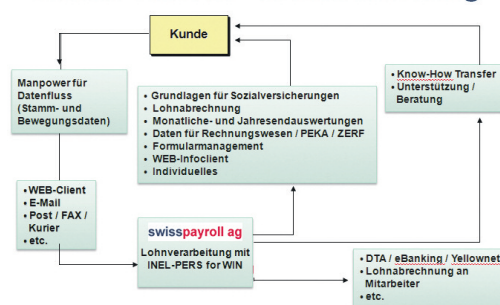 Kunde
Manpower für
Datenfluss
(Stamm- und
Bewegungsdaten)
• Grundlagen für Sozialversicherungen
• Lohnabrechnung
• Monatliche- und Jahresendauswertungen
• Daten für Rechnungswesen / PEKA / ZERF
• Formularmanagement
• WEB-Infoclient
• Individuelles
• Know-How Transfer
• Unterstützung /
Beratung
• WEB-Client
• E-Mail
• Post / FAX /
Kurier
• etc.
swisspayroll ag
Lohnverarbeitung mit
INEL-PERS for WIN
• DTA / eBanking / Yellownet
• Lohnabrechnung an
Mitarbeiter
• etc.